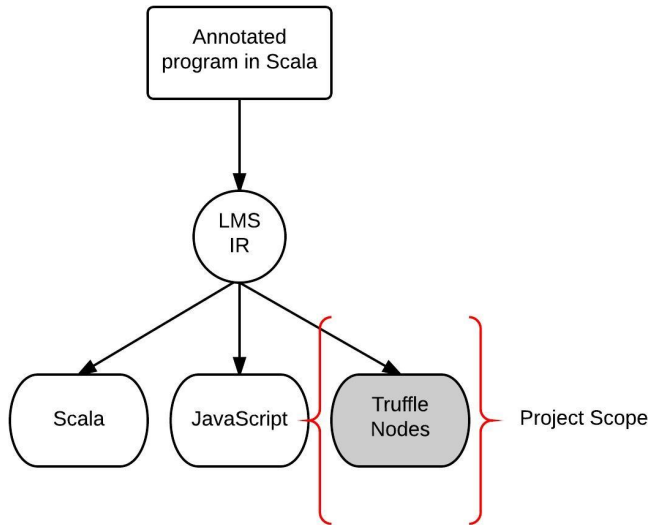 Annotated
program in Scala
LMS
IR
Scala
JavaScript
Truffle
Nodes
Project Scope